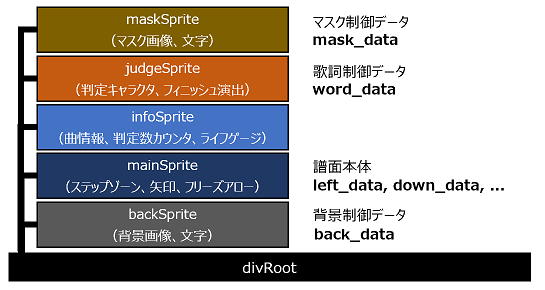 maskSprite
（マスク画像、文字）
マスク制御データ
mask_data
judgeSprite
（判定キャラクタ、フィニッシュ演出）
歌詞制御データ
word_data
infoSprite
（曲情報、判定数カウンタ、ライフゲージ）
mainSprite
（ステップゾーン、矢印、フリーズアロー）
譜面本体
left_data, down_data, ...
backSprite
（背景画像、文字）
背景制御データ
back_data
divRoot